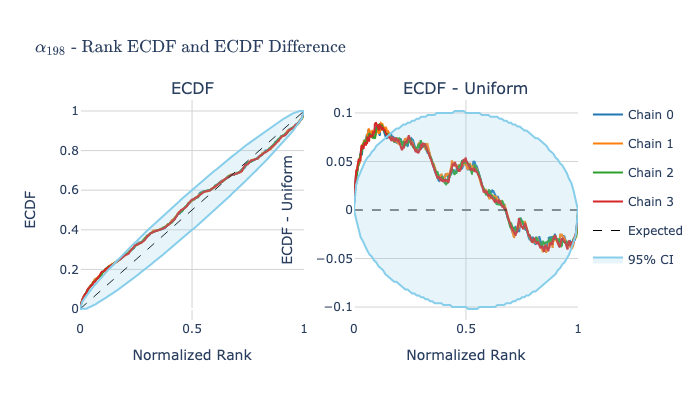 α₁₉₈ - Rank ECDF and ECDF Difference
ECDF
ECDF
1
0.8
0.6
0.4
0.2
0
0
0.5
1
Normalized Rank
ECDF - Uniform
ECDF - Uniform
0.1
0.05
0
−0.05
−0.1
0
0.5
1
Normalized Rank
Chain 0
Chain 1
Chain 2
Chain 3
Expected
95% CI